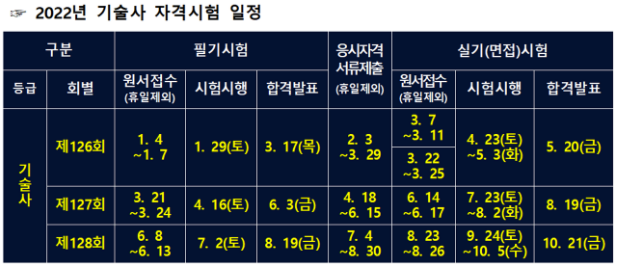 ☞ 2022년 기술사 자격시험 일정
구분 필기시험 응시자격 실기(면접)시험
서류제출
등급 회별 원서접수 시험시행 합격발표 (휴일제외) 원서접수 시험시행 합격발표
(휴일제외) (휴일제외)
기술사
제126회 1. 4 1. 29(토) 3. 17(목) 2. 3 3. 7 4. 23(토) 5. 20(금)
~1. 7 ~3. 29 ~3. 11 ~5. 3(화)
3. 22
~3. 25
제127회 3. 21 4. 16(토) 6. 3(금) 4. 18 6. 14 7. 23(토) 8. 19(금)
~3. 24 ~6. 15 ~6. 17 ~8. 2(화)
제128회 6. 8 7. 2(토) 8. 19(금) 7. 4 8. 23 9. 24(토) 10. 21(금)
~6. 13 ~8. 30 ~8. 26 ~10. 5(수)